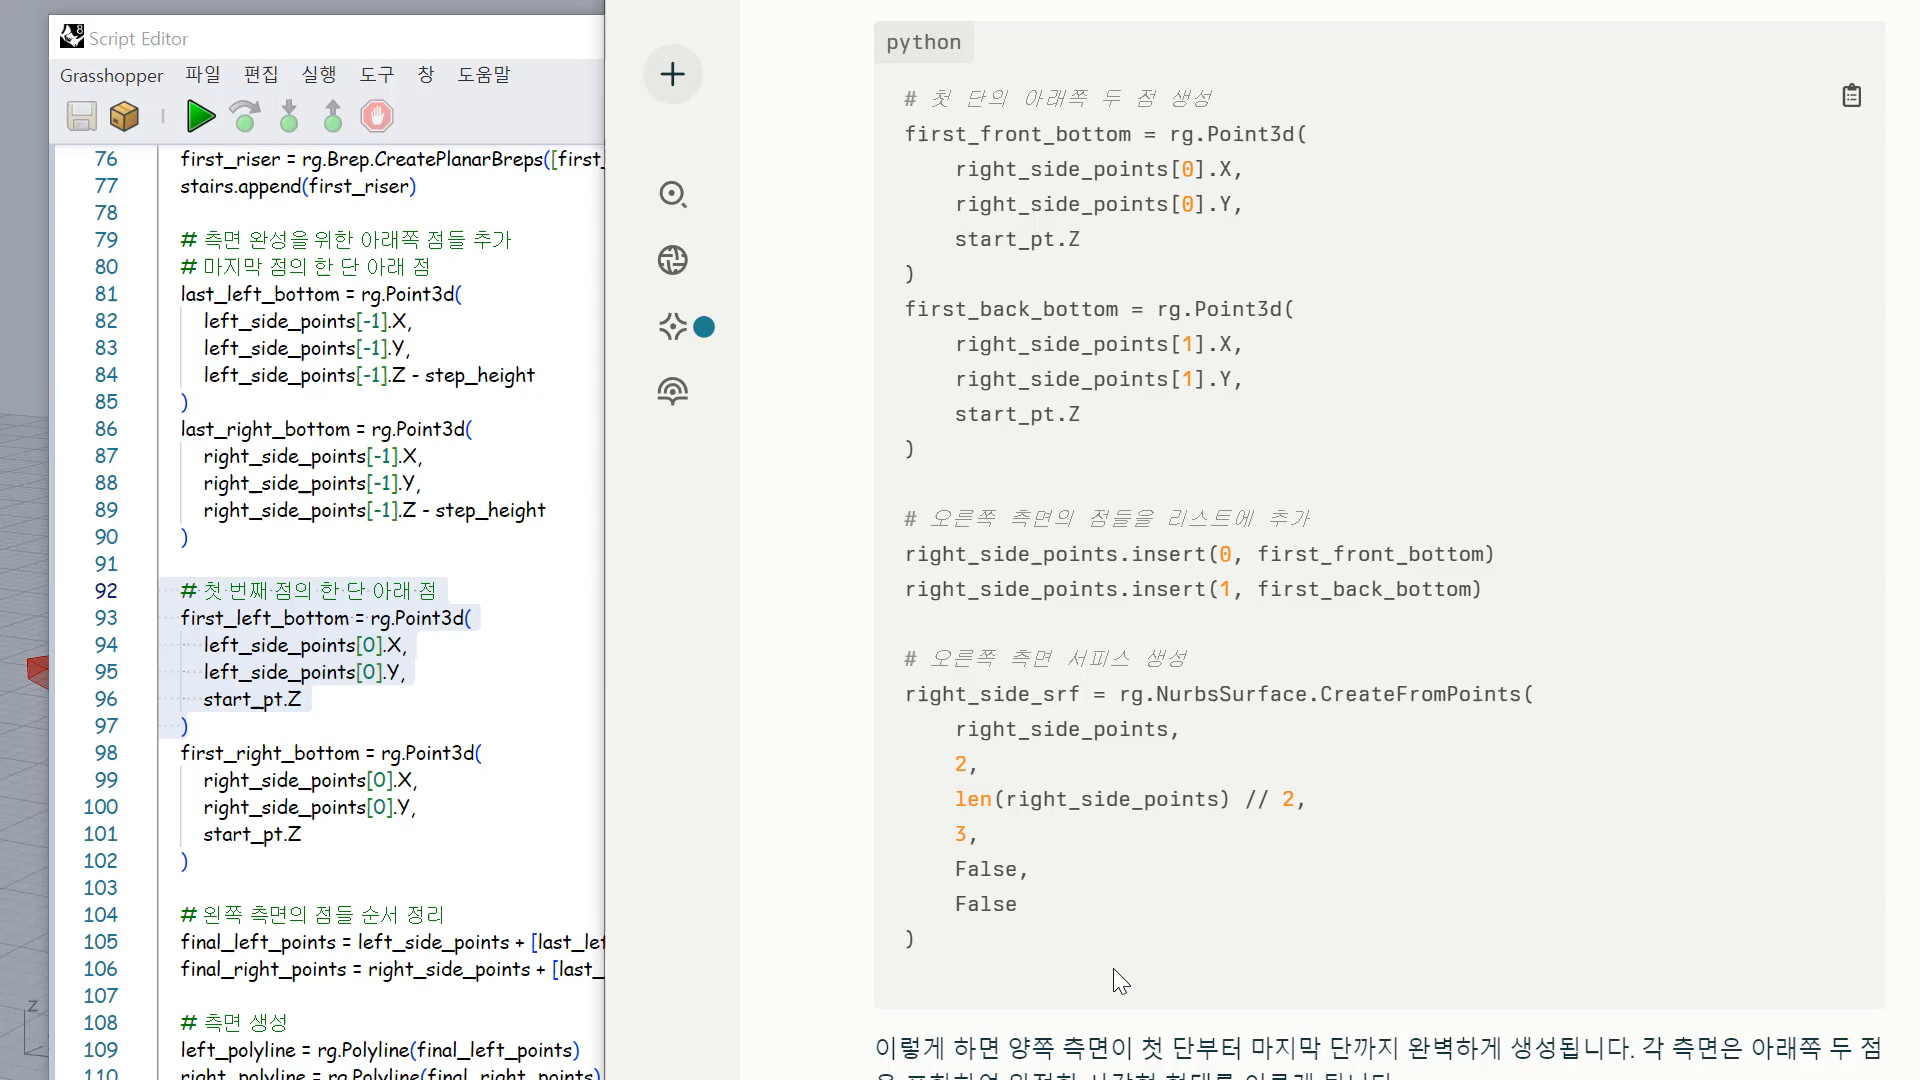 Script Editor
Grasshopper 파일 편집 실행 도구 창 도움말
76 first_riser = rg.Brep.CreatePlanarBreps([first_
77 stairs.append(first_riser)
78
79 # 측면 완성을 위한 아래쪽 점들 추가
80 # 마지막 점의 한 단 아래 점
81 last_left_bottom = rg.Point3d(
82 left_side_points[-1].X,
83 left_side_points[-1].Y,
84 left_side_points[-1].Z - step_height
85 )
86 last_right_bottom = rg.Point3d(
87 right_side_points[-1].X,
88 right_side_points[-1].Y,
89 right_side_points[-1].Z - step_height
90 )
91
92 # 첫 번째 점의 한 단 아래 점
93 first_left_bottom = rg.Point3d(
94 left_side_points[0].X,
95 left_side_points[0].Y,
96 start_pt.Z
97 )
98 first_right_bottom = rg.Point3d(
99 right_side_points[0].X,
100 right_side_points[0].Y,
101 start_pt.Z
102 )
103
104 # 왼쪽 측면의 점들 순서 정리
105 final_left_points = left_side_points + [last_lef
106 final_right_points = right_side_points + [last_
107
108 # 측면 생성
109 left_polyline = rg.Polyline(final_left_points)
110 right_polyline = rg.Polyline(final_right_points)
Z
python
# 첫 단의 아래쪽 두 점 생성
first_front_bottom = rg.Point3d(
right_side_points[0].X,
right_side_points[0].Y,
start_pt.Z
)
first_back_bottom = rg.Point3d(
right_side_points[1].X,
right_side_points[1].Y,
start_pt.Z
)
# 오른쪽 측면의 점들을 리스트에 추가
right_side_points.insert(0, first_front_bottom)
right_side_points.insert(1, first_back_bottom)
# 오른쪽 측면 서피스 생성
right_side_srf = rg.NurbsSurface.CreateFromPoints(
right_side_points,
2,
len(right_side_points) // 2,
3,
False,
False
)
이렇게 하면 양쪽 측면이 첫 단부터 마지막 단까지 완벽하게 생성됩니다. 각 측면은 아래쪽 두 점